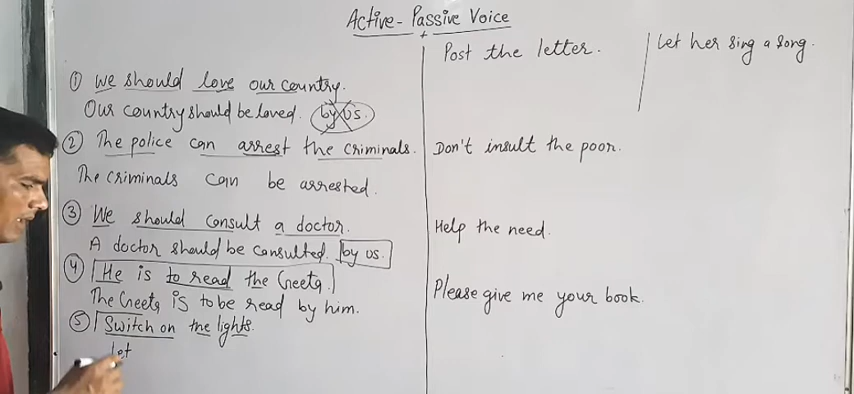 Active - Passive Voice
① We should love our country.
Our country should be loved. by us.
② The police can arrest the criminals.
The criminals can be arrested.
③ We should consult a doctor.
A doctor should be consulted. by us.
④ He is to read the Geeta.
The Geeta is to be read by him.
⑤ Switch on the lights.
Let
Post the letter.
Don't insult the poor.
Help the need.
Please give me your book.
Let her sing a song.